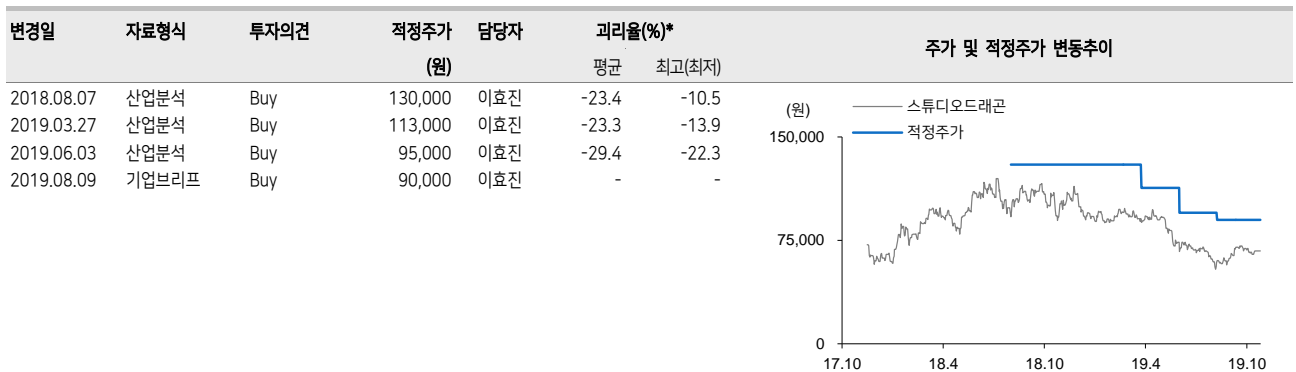 변경일 자료형식 투자의견 적정주가 담당자 괴리율(%)* 주가 및 적정주가 변동추이
(원) 평균 최고(최저)
2018.08.07 산업분석 Buy 130,000 이효진 -23.4 -10.5
2019.03.27 산업분석 Buy 113,000 이효진 -23.3 -13.9
2019.06.03 산업분석 Buy 95,000 이효진 -29.4 -22.3
2019.08.09 기업브리프 Buy 90,000 이효진 - -
(원)
스튜디오드래곤
적정주가
150,000
75,000
0
17.10 18.4 18.10 19.4 19.10